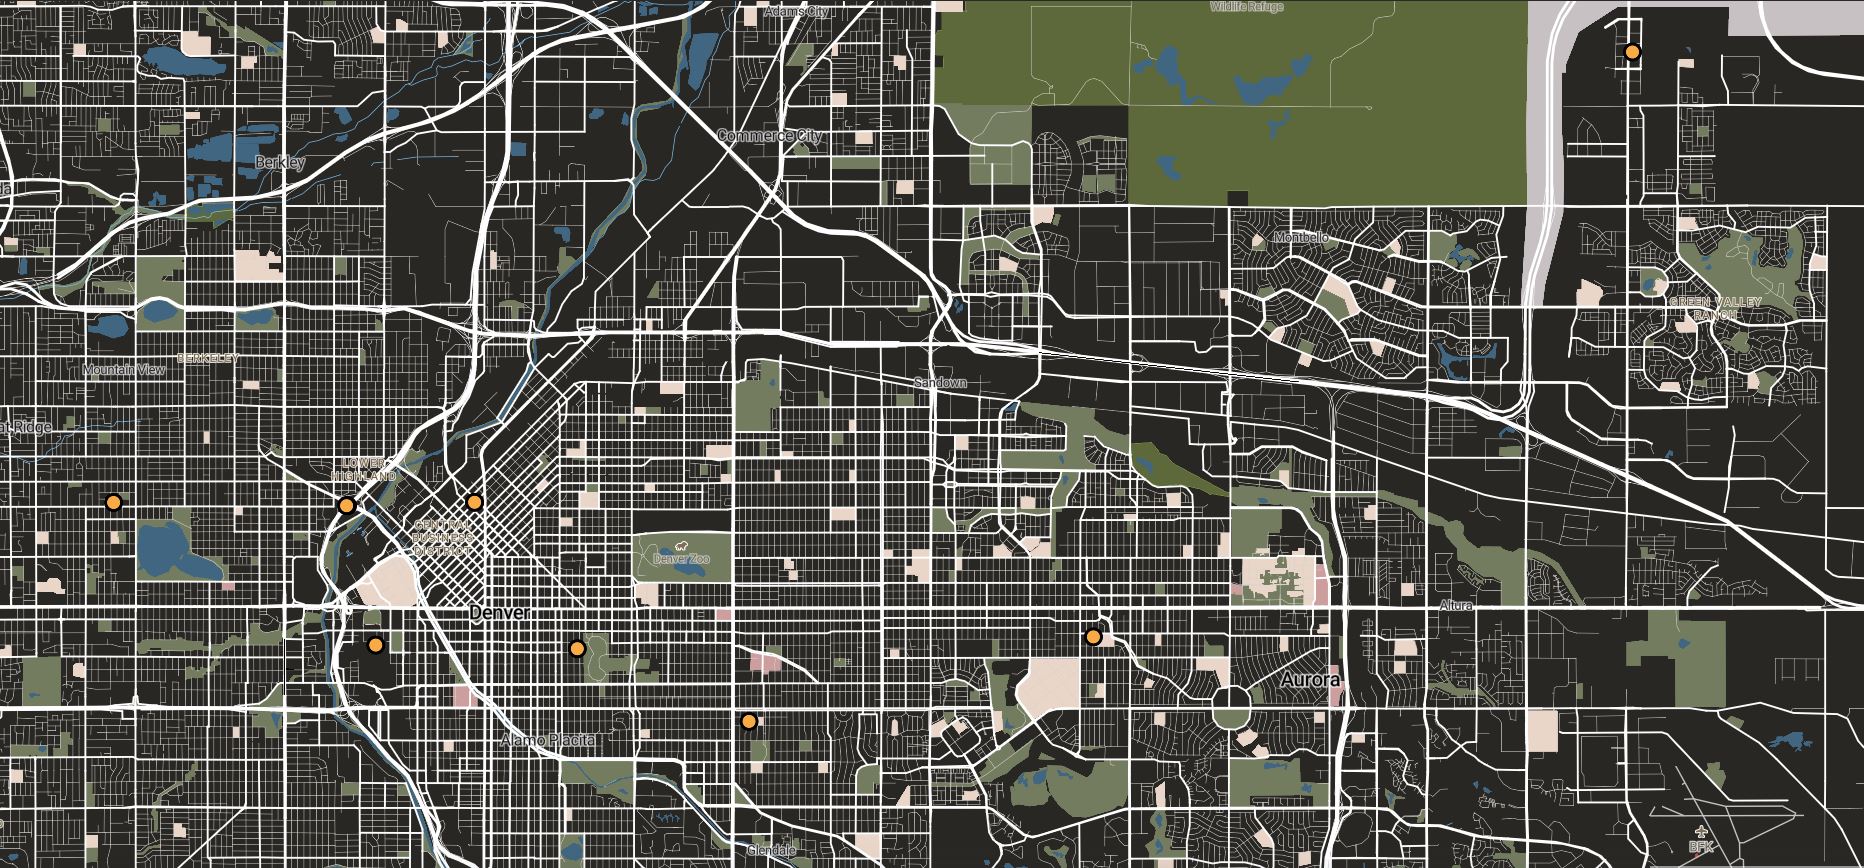 Adams City
Wildlife Refuge
Commerce City
Berkley
da
Montbello
GREEN VALLEY
RANCH
BERKELEY
Mountain View
Sandown
at Ridge
LOWER
HIGHLAND
CENTRAL
BUSINESS
DISTRICT
Denver Zoo
Denver
Altura
Aurora
Alamo Placita
Glendale
BFK